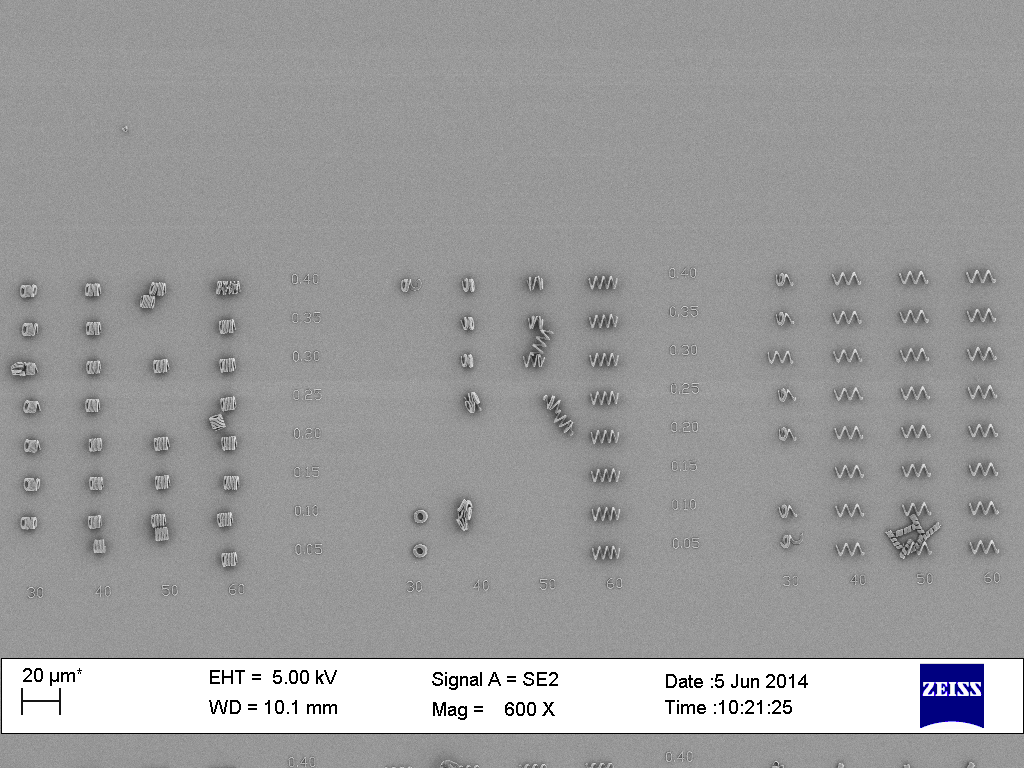 0.40 0.40
0.35 0.35
0.30 0.30
0.25 0.25
0.20 0.20
0.15 0.15
0.10 0.10
0.05 0.05
30 40 50 60 30 40 50 60 30 40 50 60
20 µm*
EHT = 5.00 kV
WD = 10.1 mm
Signal A = SE2
Mag = 600 X
Date :5 Jun 2014
Time :10:21:25
ZEISS
0.40 0.40